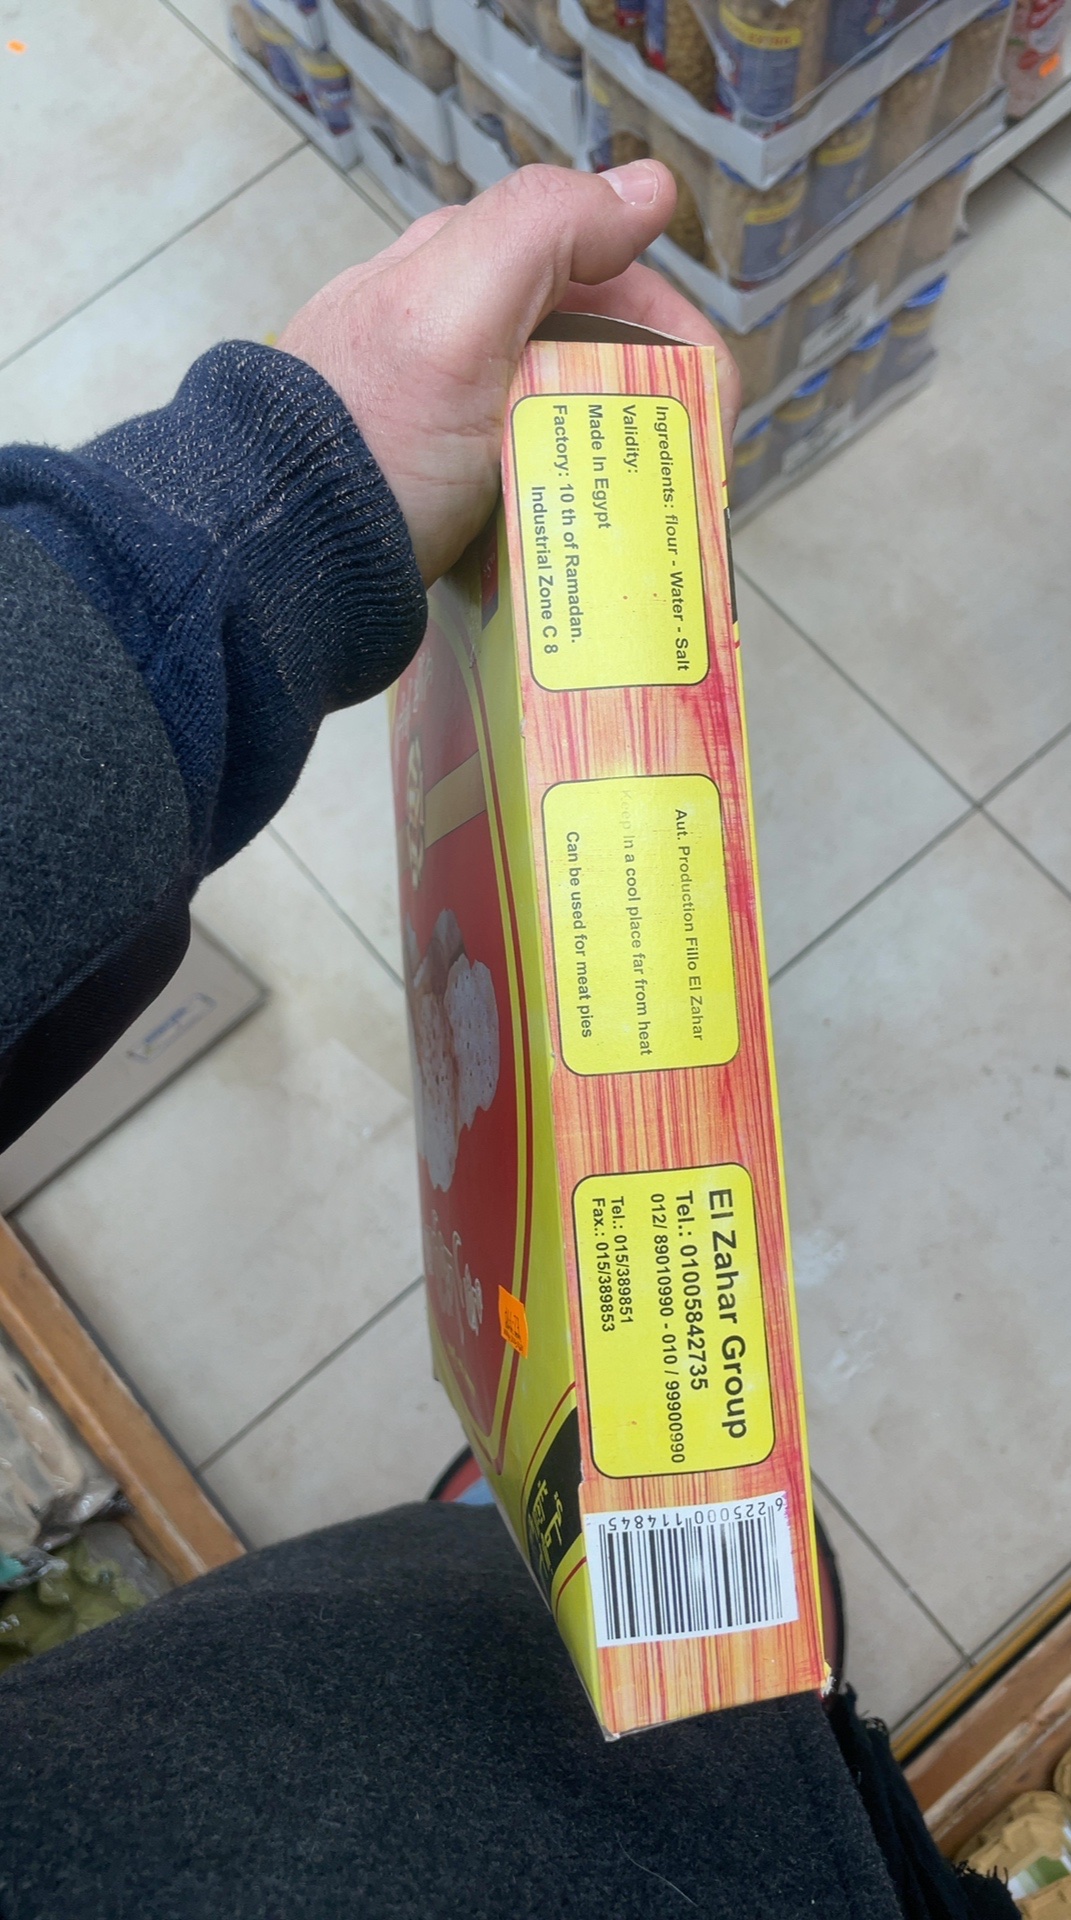 Ingredients: flour - Water - Salt
Validity:
Made In Egypt
Factory: 10 th of Ramadan.
Industrial Zone C 8
Aut. Production Fillo El Zahar
Keep In a cool place far from heat
Can be used for meat pies
El Zahar Group
Tel.: 01005842735
012/ 89010990 - 010 / 99900990
Tel.: 015/389851
Fax.: 015/389853
6 225000 114845